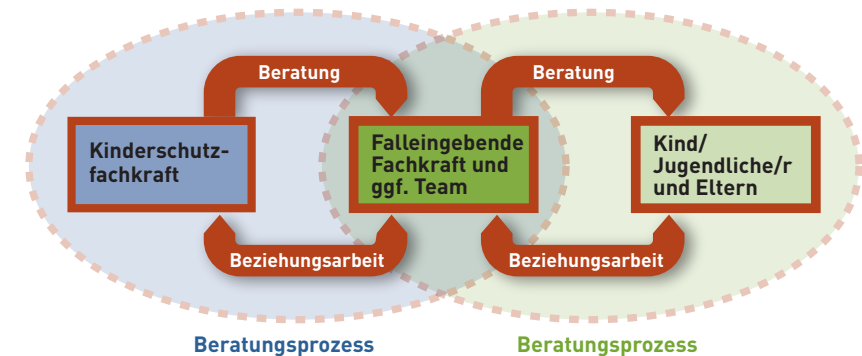 Beratung
Beratung
Kinderschutz-
fachkraft
Falleingebende
Fachkraft und
ggf. Team
Kind/
Jugendliche/r
und Eltern
Beziehungsarbeit
Beziehungsarbeit
Beratungsprozess
Beratungsprozess